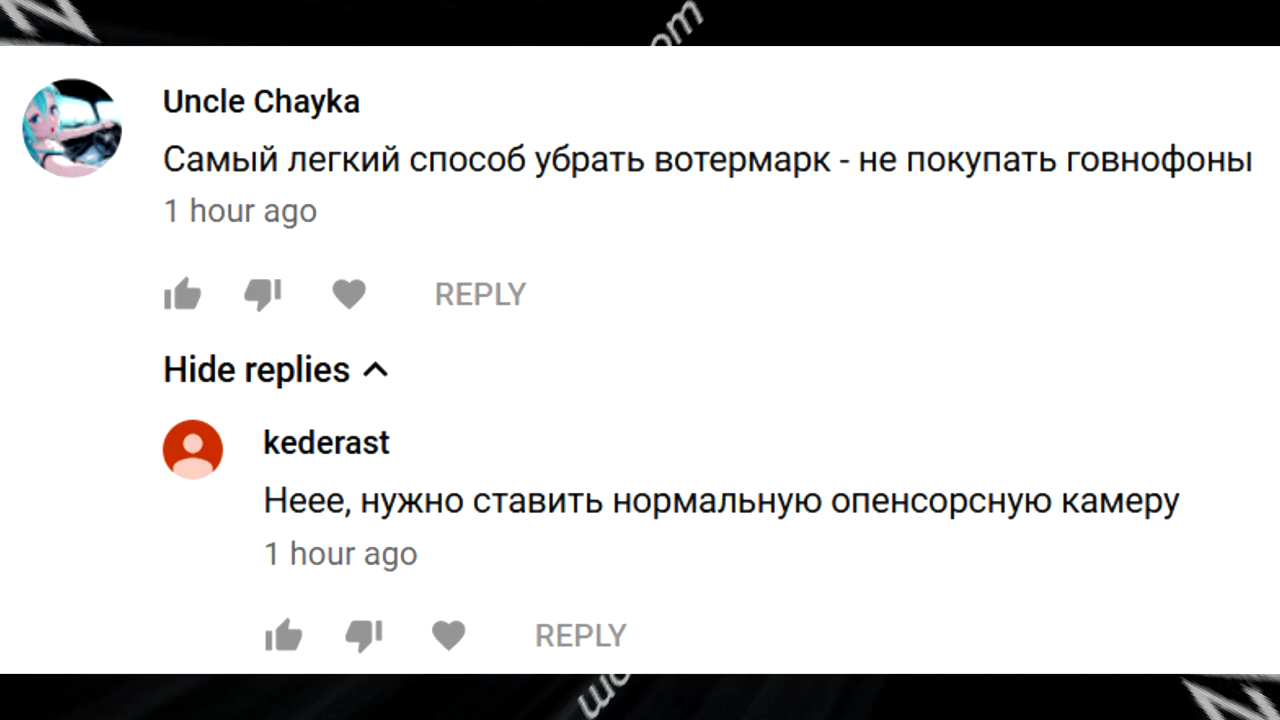 om
Uncle Chayka
Самый легкий способ убрать вотермарк - не покупать говнофоны
1 hour ago
REPLY
Hide replies
kederast
Неее, нужно ставить нормальную опенсорсную камеру
1 hour ago
REPLY